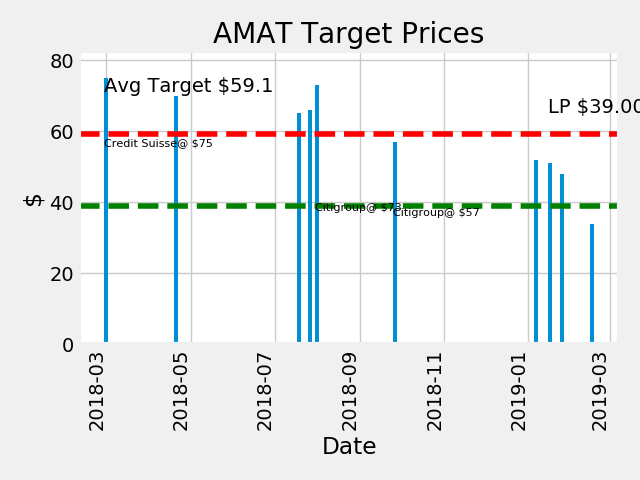 AMAT Target Prices
80
Avg Target $59.1
LP $39.00
60
Credit Suisse@ $75
40
Citigroup@ $73
Citigroup@ $57
$
20
0
2018-03
2018-05
2018-07
2018-09
2018-11
2019-01
2019-03
Date